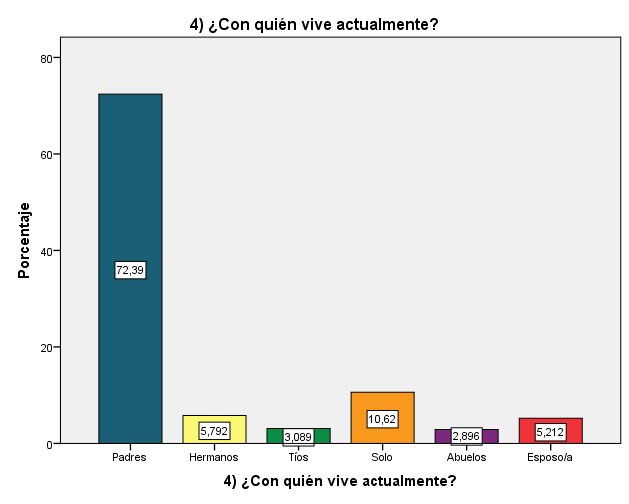 4) ¿Con quién vive actualmente?
Porcentaje
80
60
40
20
0
72,39
5,792
3,089
10,62
2,896
5,212
Padres Hermanos Tíos Solo Abuelos Esposo/a
4) ¿Con quién vive actualmente?